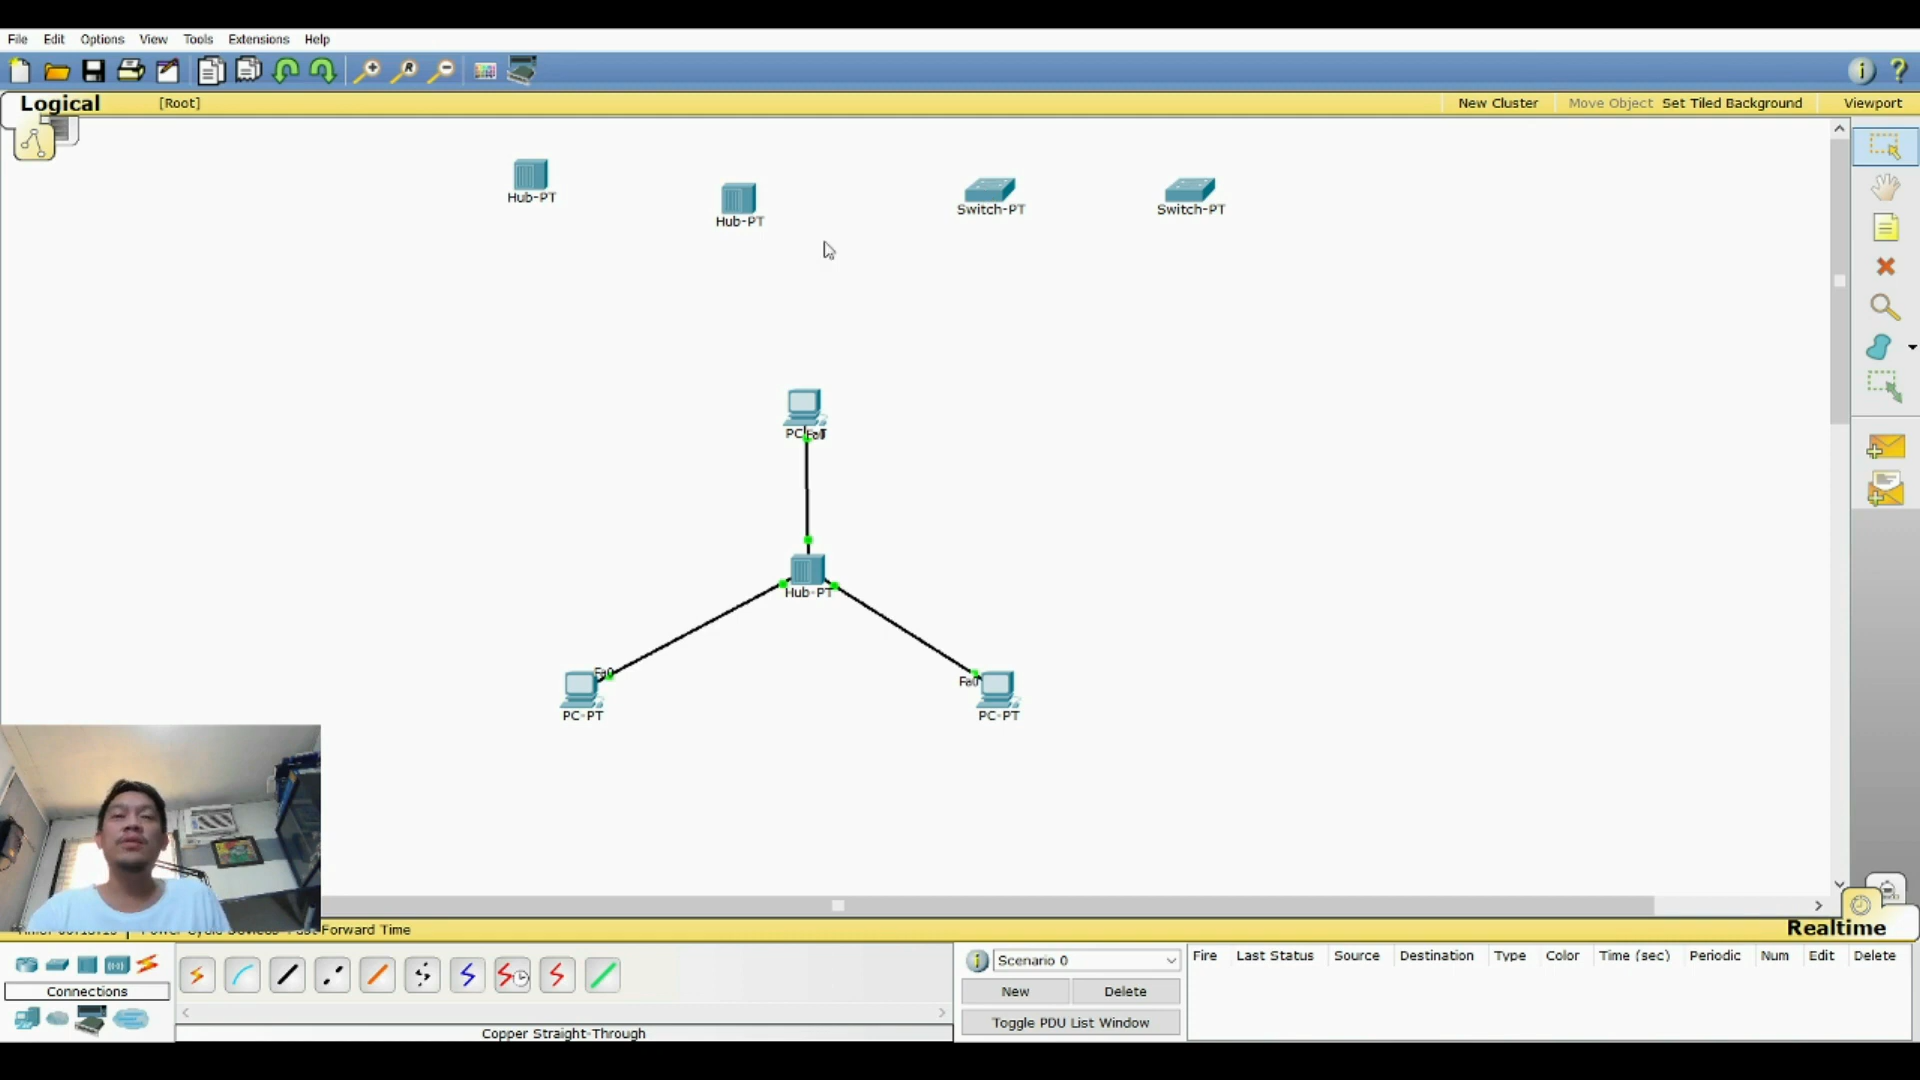 File Edit Options View Tools Extensions Help
Logical [Root] New Cluster Move Object Set Tiled Background Viewport
Hub-PT
Hub-PT
Switch-PT
Switch-PT
Fa0
Hub-PT
Fa0
PC-PT
Fa0
PC-PT
Forward Time
Realtime
Connections
Copper Straight-Through
Scenario 0
New Delete
Toggle PDU List Window
Fire Last Status Source Destination Type Color Time (sec) Periodic Num Edit Delete